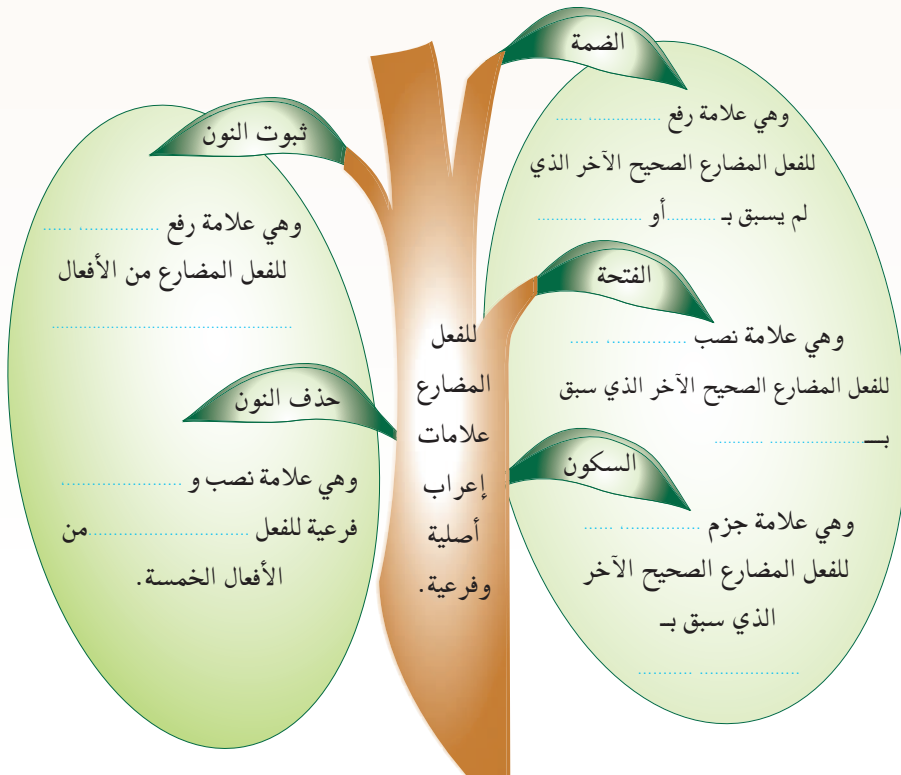 للفعل
المضارع
علامات
إعراب
أصلية
وفرعية.
الضمة
وهي علامة رفع ............ .....
للفعل المضارع الصحيح الآخر الذي
لم يسبق بـ ..........أو .......... ..........
الفتحة
وهي علامة نصب ............ .....
للفعل المضارع الصحيح الآخر الذي سبق
بـ.................. ..........
السكون
وهي علامة جزم ............ .....
للفعل المضارع الصحيح الآخر
الذي سبق بـ
.................. ..........
ثبوت النون
وهي علامة رفع ............ .....
للفعل المضارع من الأفعال
........................................
حذف النون
وهي علامة نصب و ....................
فرعية للفعل ..........................من
الأفعال الخمسة.